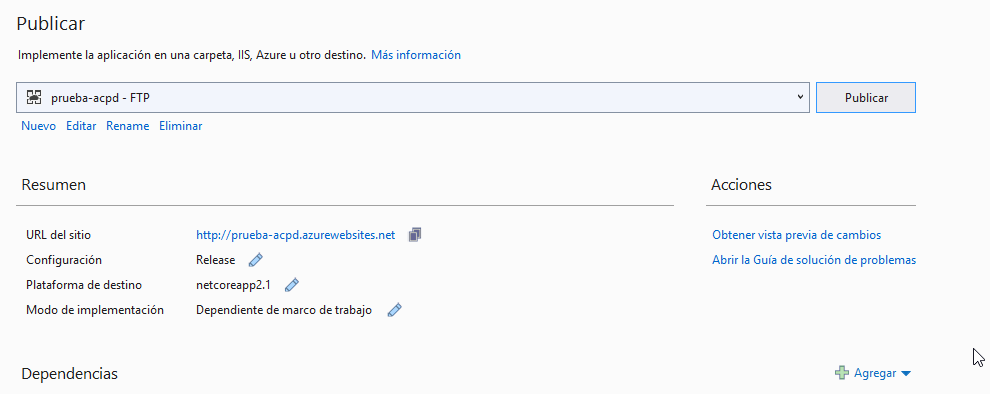 Publicar
Implemente la aplicación en una carpeta, IIS, Azure u otro destino. Más información
prueba-acpd - FTP
Publicar
Nuevo Editar Rename Eliminar
Resumen
Acciones
URL del sitio http://prueba-acpd.azurewebsites.net
Obtener vista previa de cambios
Configuración Release
Abrir la Guía de solución de problemas
Plataforma de destino netcoreapp2.1
Modo de implementación Dependiente de marco de trabajo
Dependencias
Agregar